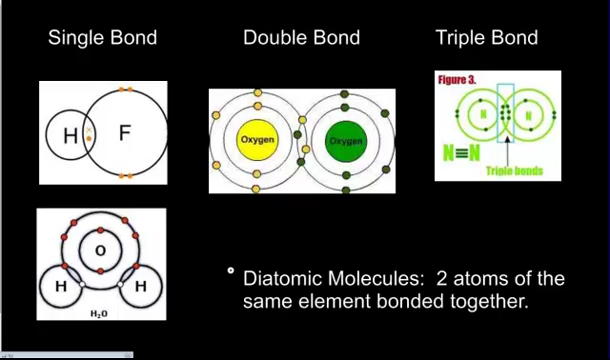 Single Bond
Double Bond
Triple Bond
H F
Oxygen
Oxygen
Figure 3.
N N
N≡N
Triple bonds
O
H H
H₂O
Diatomic Molecules: 2 atoms of the
same element bonded together.